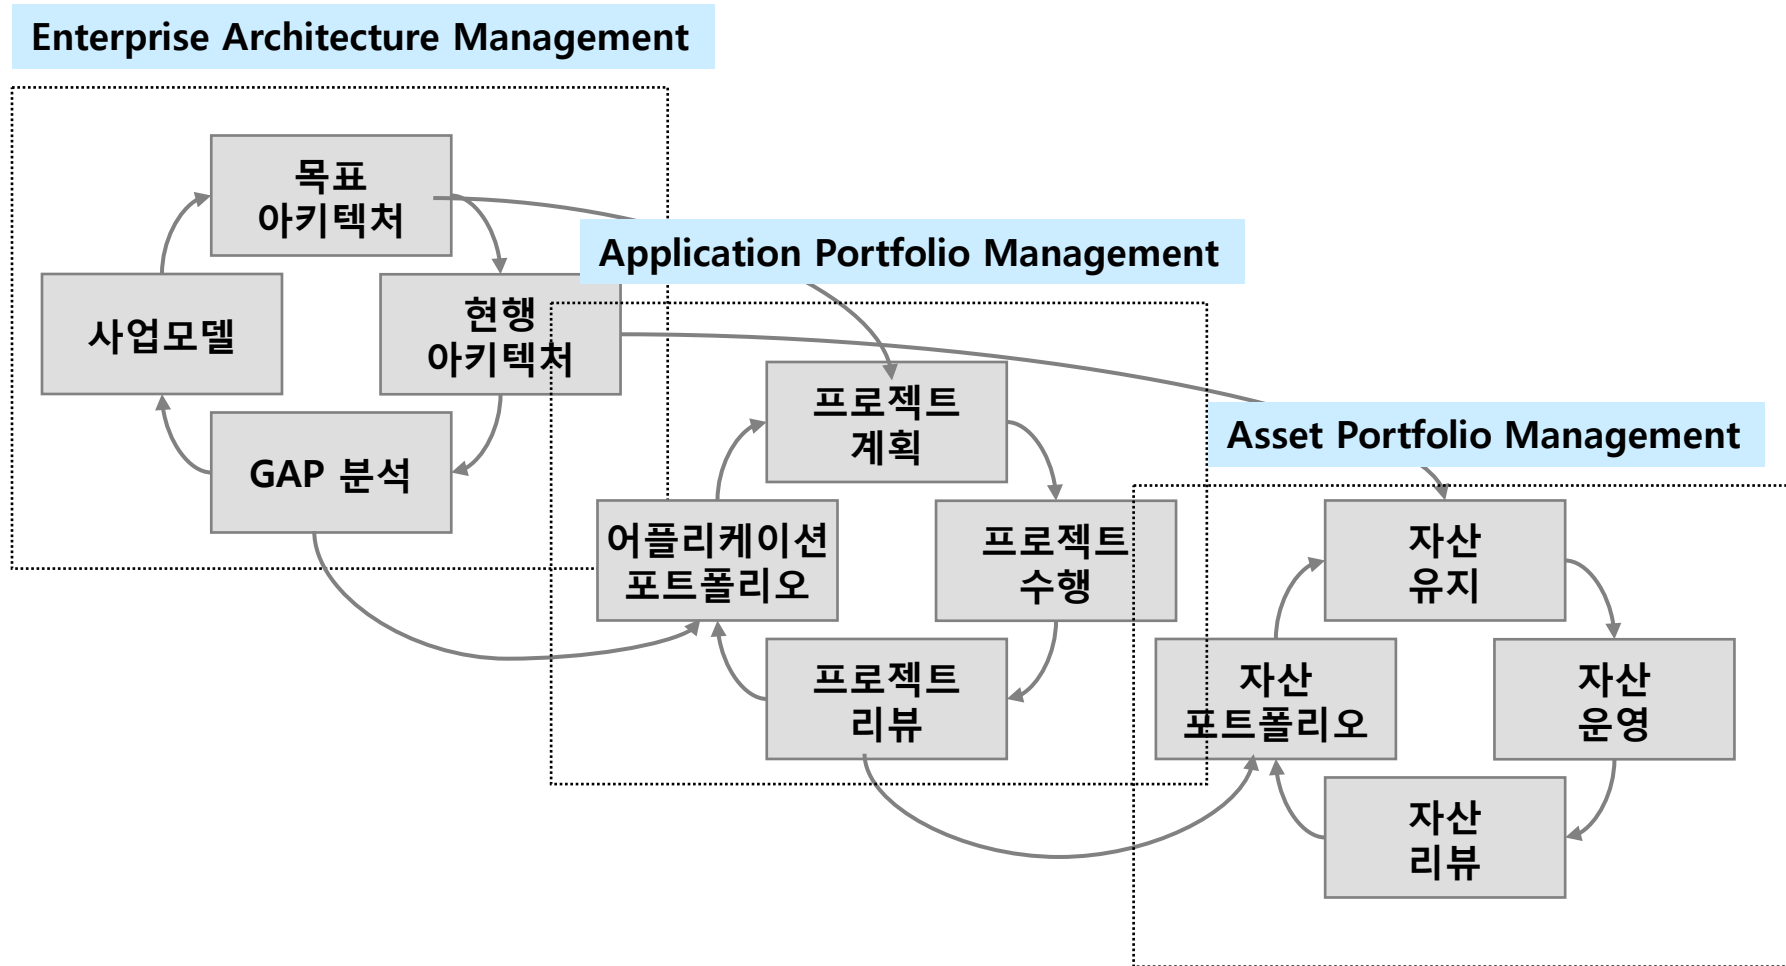 Enterprise Architecture Management
목표
아키텍처
사업모델
현행
아키텍처
GAP 분석
Application Portfolio Management
프로젝트
계획
어플리케이션
포트폴리오
프로젝트
수행
프로젝트
리뷰
Asset Portfolio Management
자산
유지
자산
포트폴리오
자산
운영
자산
리뷰